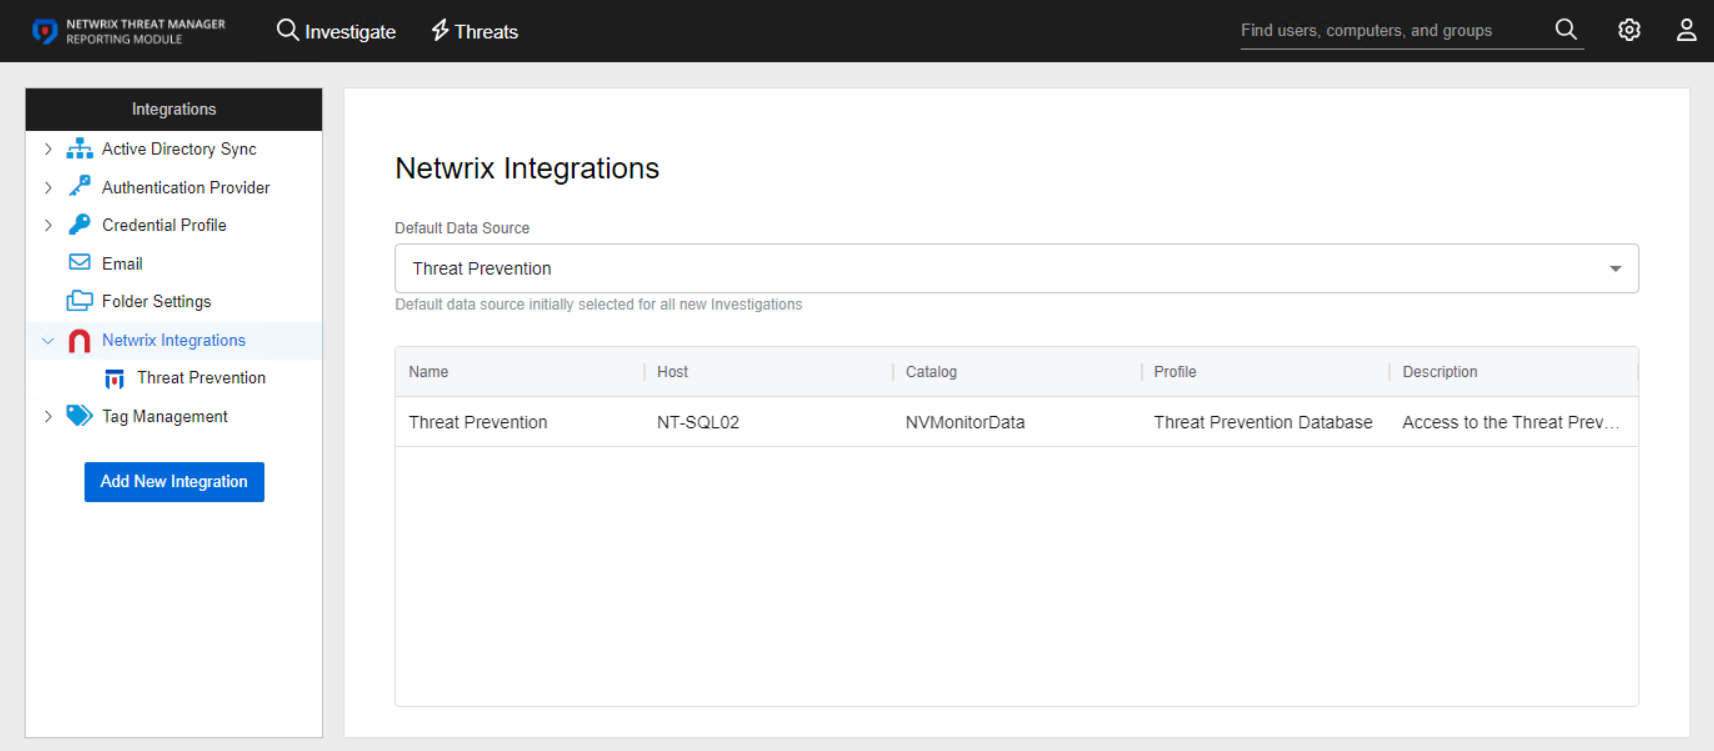 NETWRIX THREAT MANAGER
REPORTING MODULE
Investigate
Threats
Find users, computers, and groups
Integrations
Active Directory Sync
Authentication Provider
Credential Profile
Email
Folder Settings
Netwrix Integrations
Threat Prevention
Tag Management
Add New Integration
Netwrix Integrations
Default Data Source
Threat Prevention
Default data source initially selected for all new Investigations
Name Host Catalog Profile Description
Threat Prevention NT-SQL02 NVMonitorData Threat Prevention Database Access to the Threat Prev...